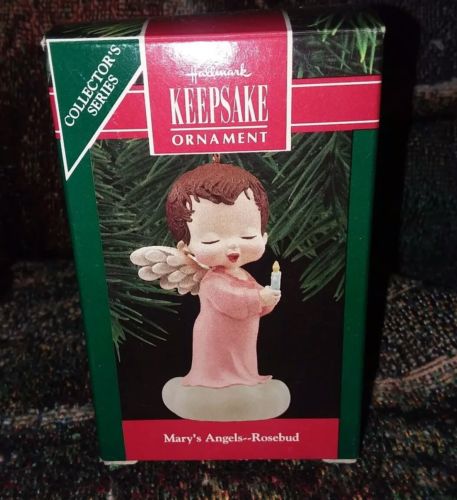 COLLECTOR'S
SERIES
Hallmark
KEEPSAKE
ORNAMENT
Mary's Angels--Rosebud